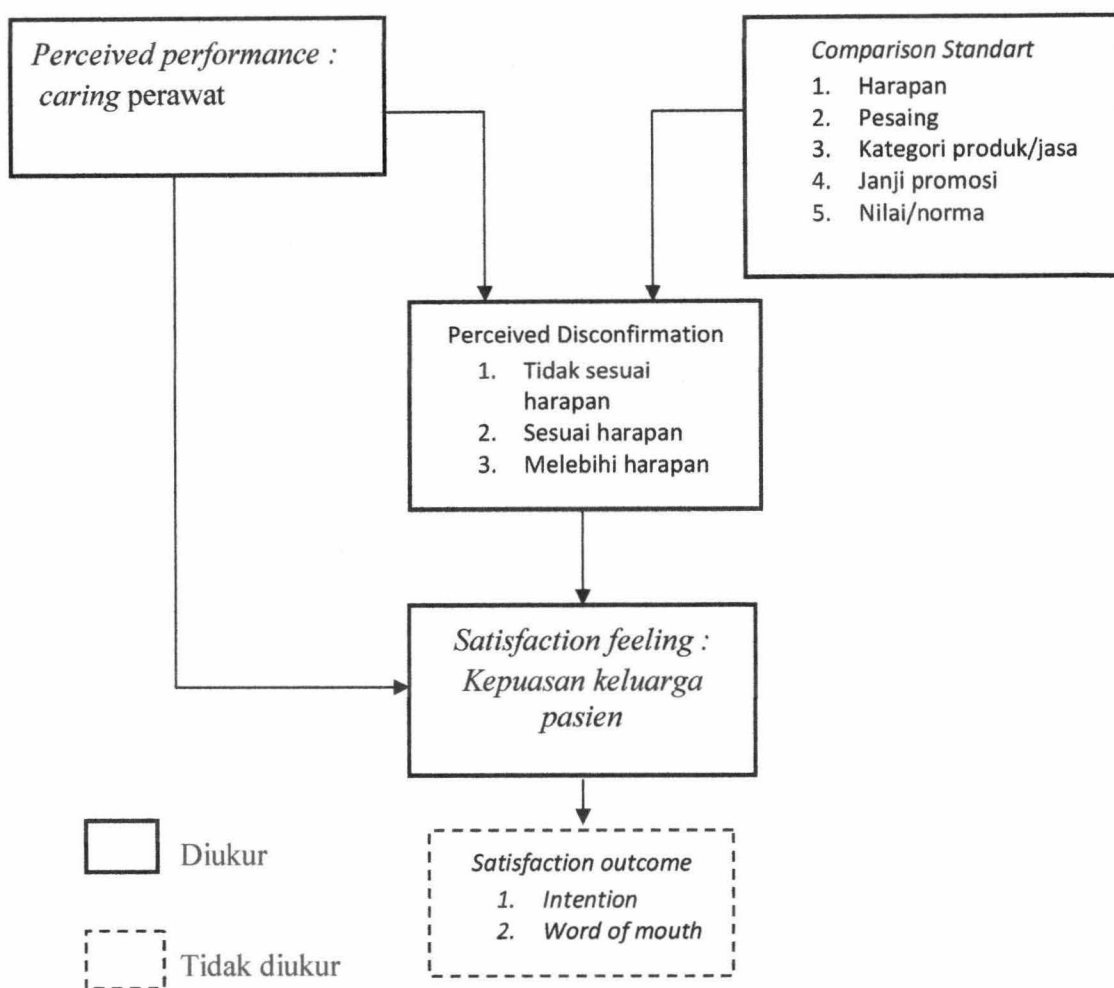 Perceived performance :
caring perawat
Comparison Standart
1. Harapan
2. Pesaing
3. Kategori produk/jasa
4. Janji promosi
5. Nilai/norma
Perceived Disconfirmation
1. Tidak sesuai
harapan
2. Sesuai harapan
3. Melebihi harapan
Satisfaction feeling :
Kepuasan keluarga
pasien
Satisfaction outcome
1. Intention
2. Word of mouth
Diukur
Tidak diukur